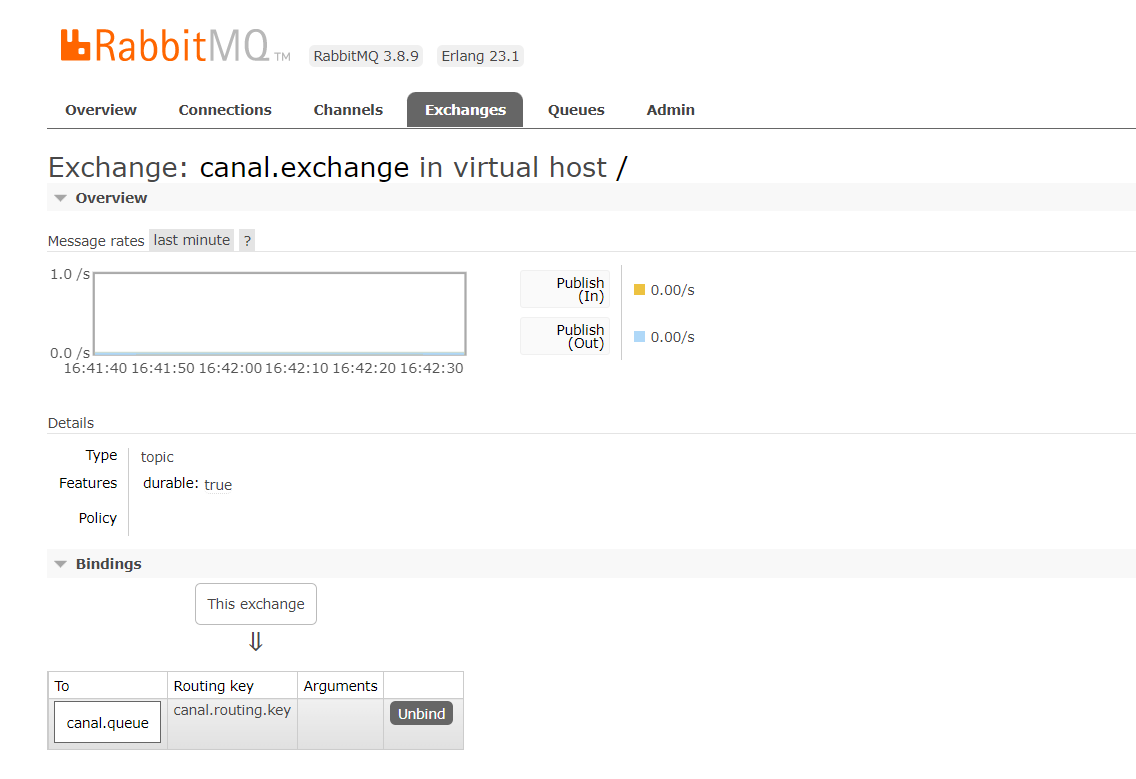 RabbitMQ TM RabbitMQ 3.8.9 Erlang 23.1
Overview Connections Channels Exchanges Queues Admin
Exchange: canal.exchange in virtual host /
Overview
Message rates last minute ?
1.0 /s
0.0 /s
16:41:40 16:41:50 16:42:00 16:42:10 16:42:20 16:42:30
Publish
(In)
0.00/s
Publish
(Out)
0.00/s
Details
Type topic
Features durable: true
Policy
Bindings
This exchange
⇓
To Routing key Arguments
canal.queue canal.routing.key Unbind